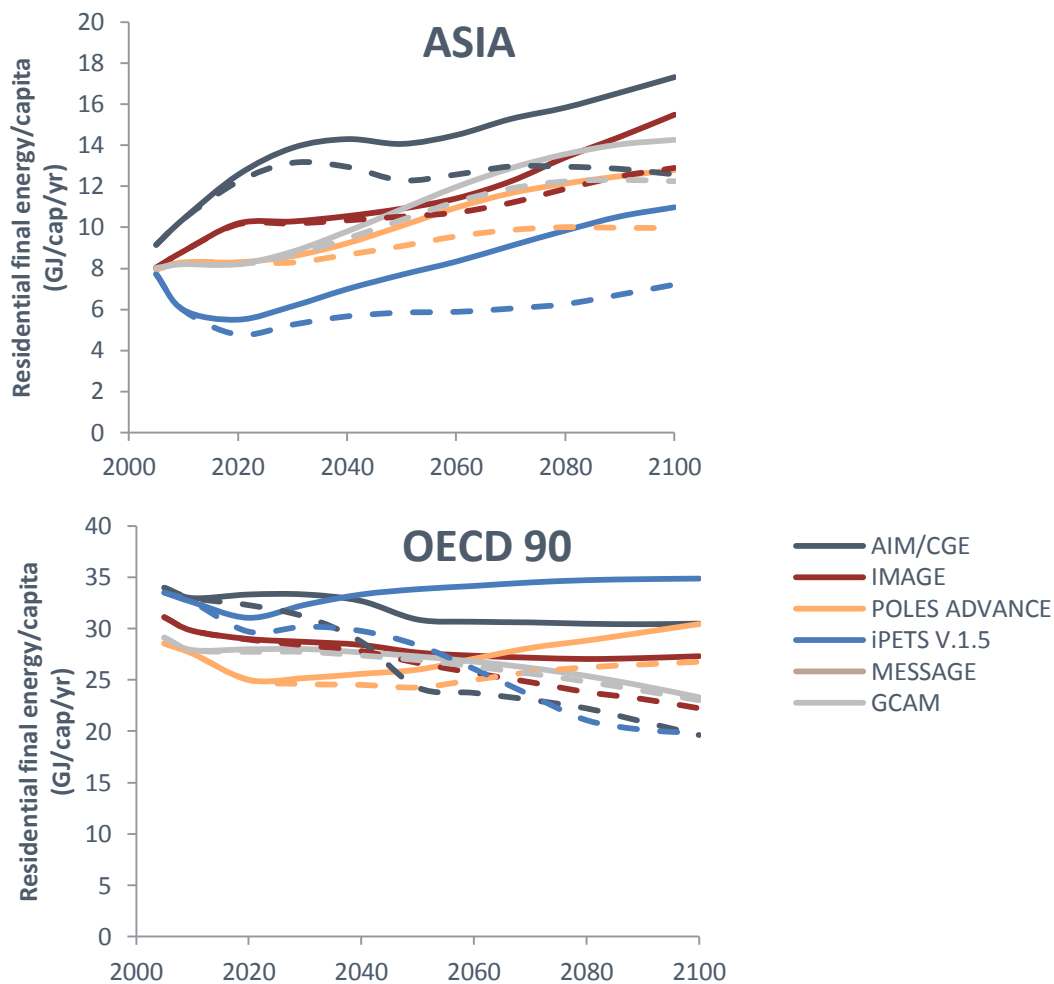 ASIA
Residential final energy/capita
(GJ/cap/yr)
20
18
16
14
12
10
8
6
4
2
0
2000 2020 2040 2060 2080 2100
OECD 90
Residential final energy/capita
(GJ/cap/yr)
40
35
30
25
20
15
10
5
0
2000 2020 2040 2060 2080 2100
AIM/CGE
IMAGE
POLES ADVANCE
iPETS V.1.5
MESSAGE
GCAM